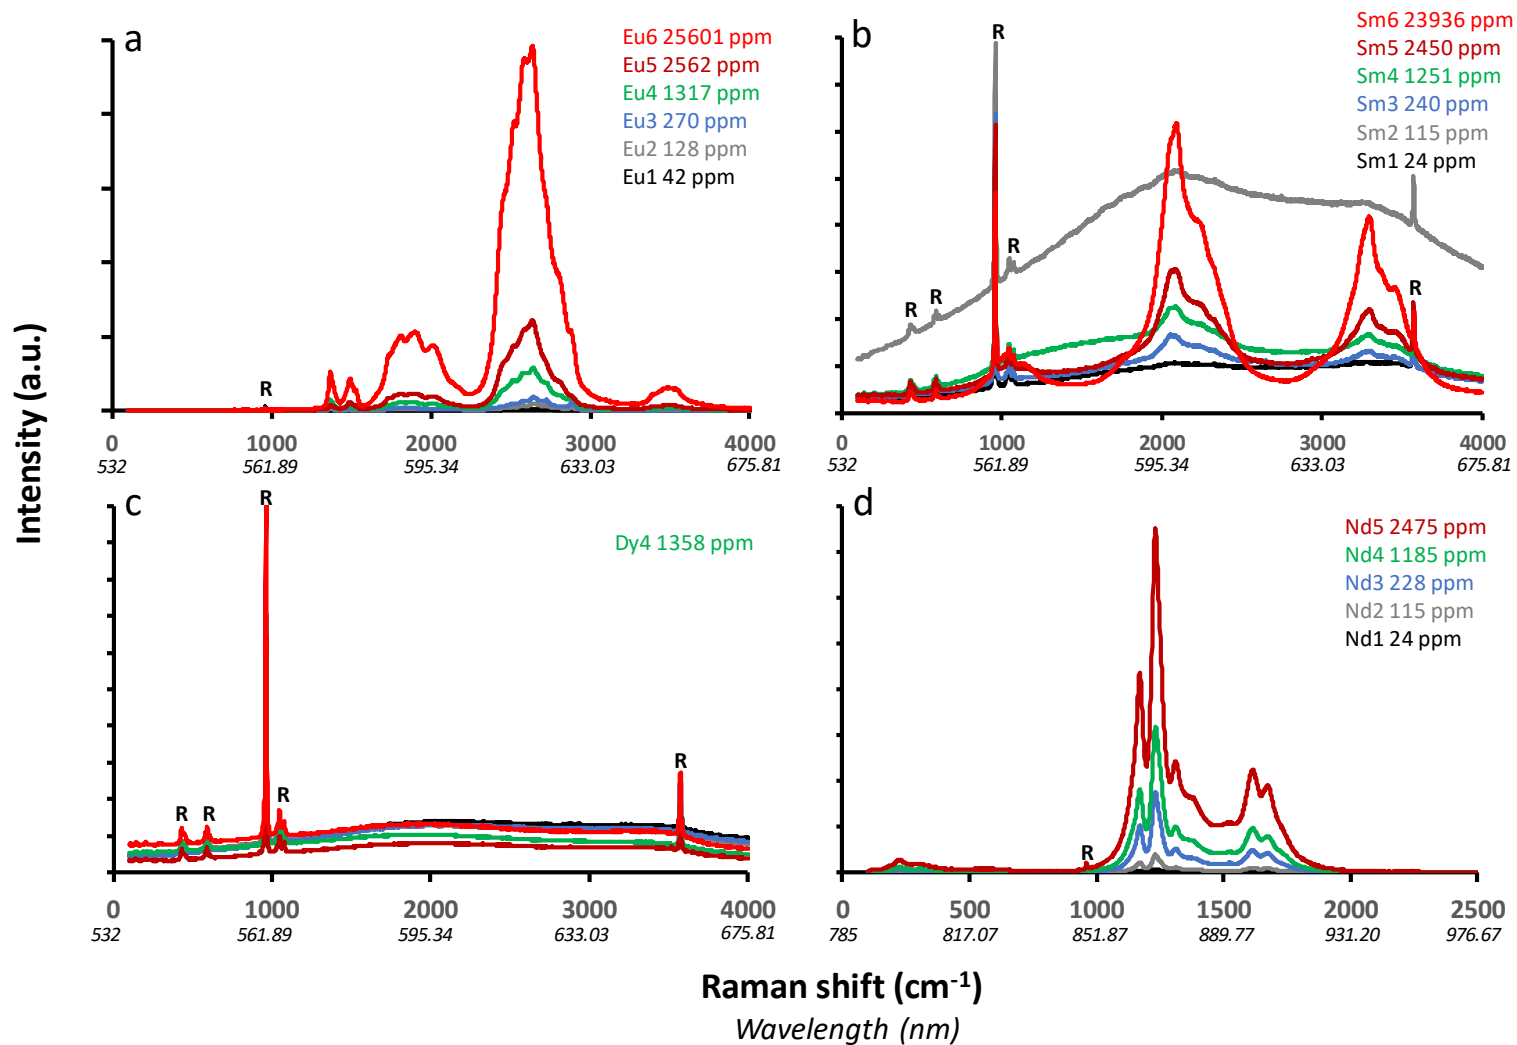 a
Eu6 25601 ppm
Eu5 2562 ppm
Eu4 1317 ppm
Eu3 270 ppm
Eu2 128 ppm
Eu1 42 ppm
R
0 1000 2000 3000 4000
532 561.89 595.34 633.03 675.81
b
Sm6 23936 ppm
Sm5 2450 ppm
Sm4 1251 ppm
Sm3 240 ppm
Sm2 115 ppm
Sm1 24 ppm
R
R
R R
R
0 1000 2000 3000 4000
532 561.89 595.34 633.03 675.81
Intensity (a.u.)
c
R
Dy4 1358 ppm
R
R
R R
0 1000 2000 3000 4000
532 561.89 595.34 633.03 675.81
d
Nd5 2475 ppm
Nd4 1185 ppm
Nd3 228 ppm
Nd2 115 ppm
Nd1 24 ppm
R
0 500 1000 1500 2000 2500
785 817.07 851.87 889.77 931.20 976.67
Raman shift (cm⁻¹)
Wavelength (nm)